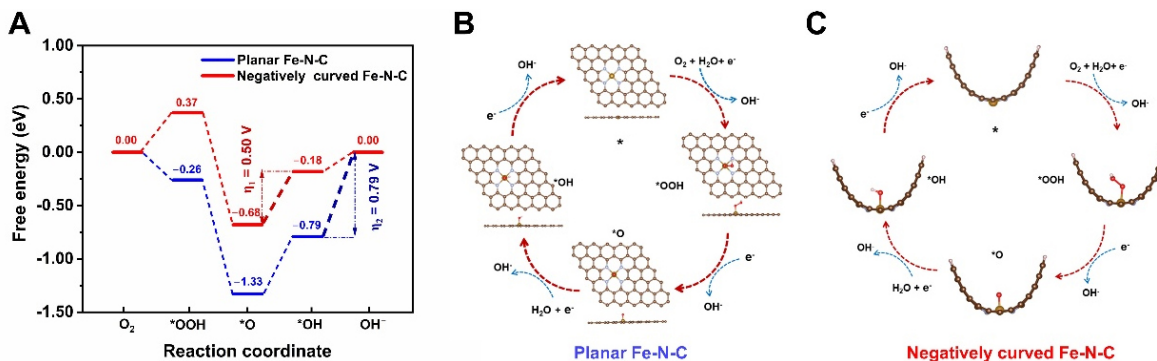 A
1.00
0.50
0.00
−0.50
−1.00
−1.50
Free energy (eV)
Planar Fe-N-C
Negatively curved Fe-N-C
0.00
0.37
−0.26
−0.68
−1.33
−0.18
−0.79
0.00
η₁ = 0.50 V
η₂ = 0.79 V
O₂
*OOH
*O
*OH
OH⁻
Reaction coordinate
B
OH⁻
O₂ + H₂O+ e⁻
OH⁻
e⁻
*
*OH
*OOH
*O
OH⁻
H₂O + e⁻
e⁻
OH⁻
Planar Fe-N-C
C
OH⁻
O₂ + H₂O+ e⁻
OH⁻
e⁻
*
*OH
*OOH
*O
OH⁻
H₂O + e⁻
e⁻
OH⁻
Negatively curved Fe-N-C